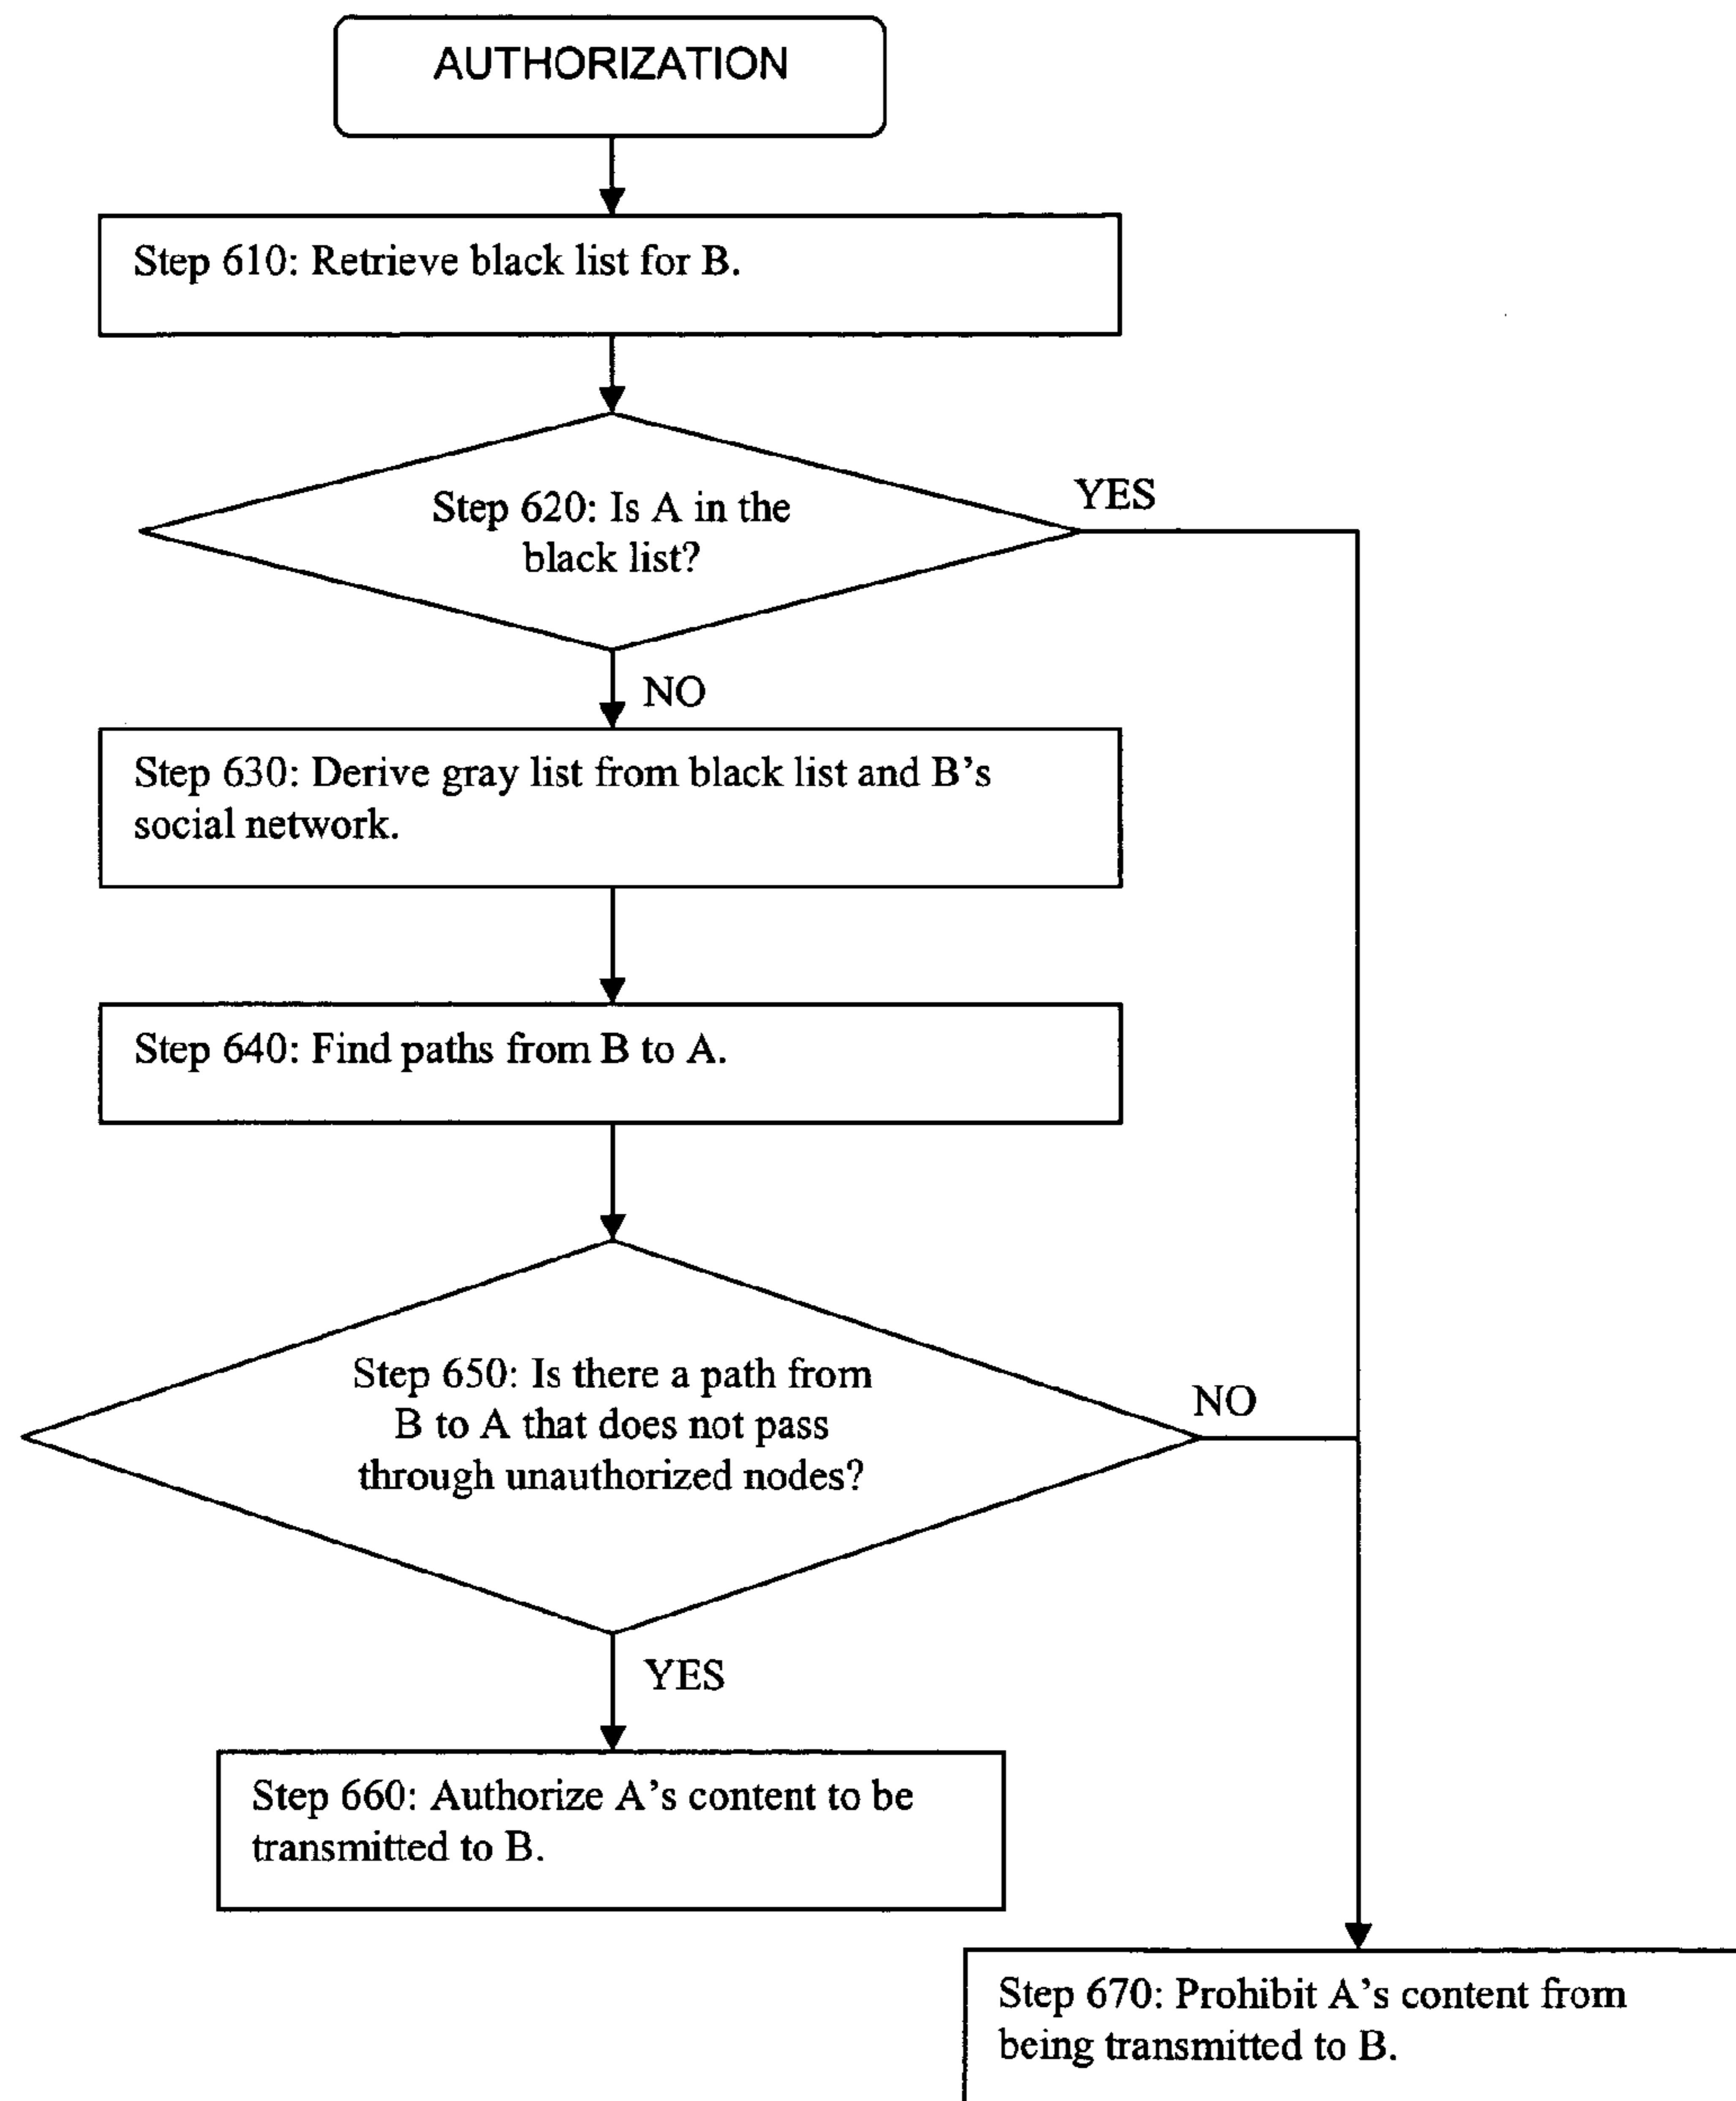 AUTHORIZATION
Step 610: Retrieve black list for B.
Step 620: Is A in the
black list?
YES
NO
Step 630: Derive gray list from black list and B's
social network.
Step 640: Find paths from B to A.
Step 650: Is there a path from
B to A that does not pass
through unauthorized nodes?
NO
YES
Step 660: Authorize A's content to be
transmitted to B.
Step 670: Prohibit A's content from
being transmitted to B.